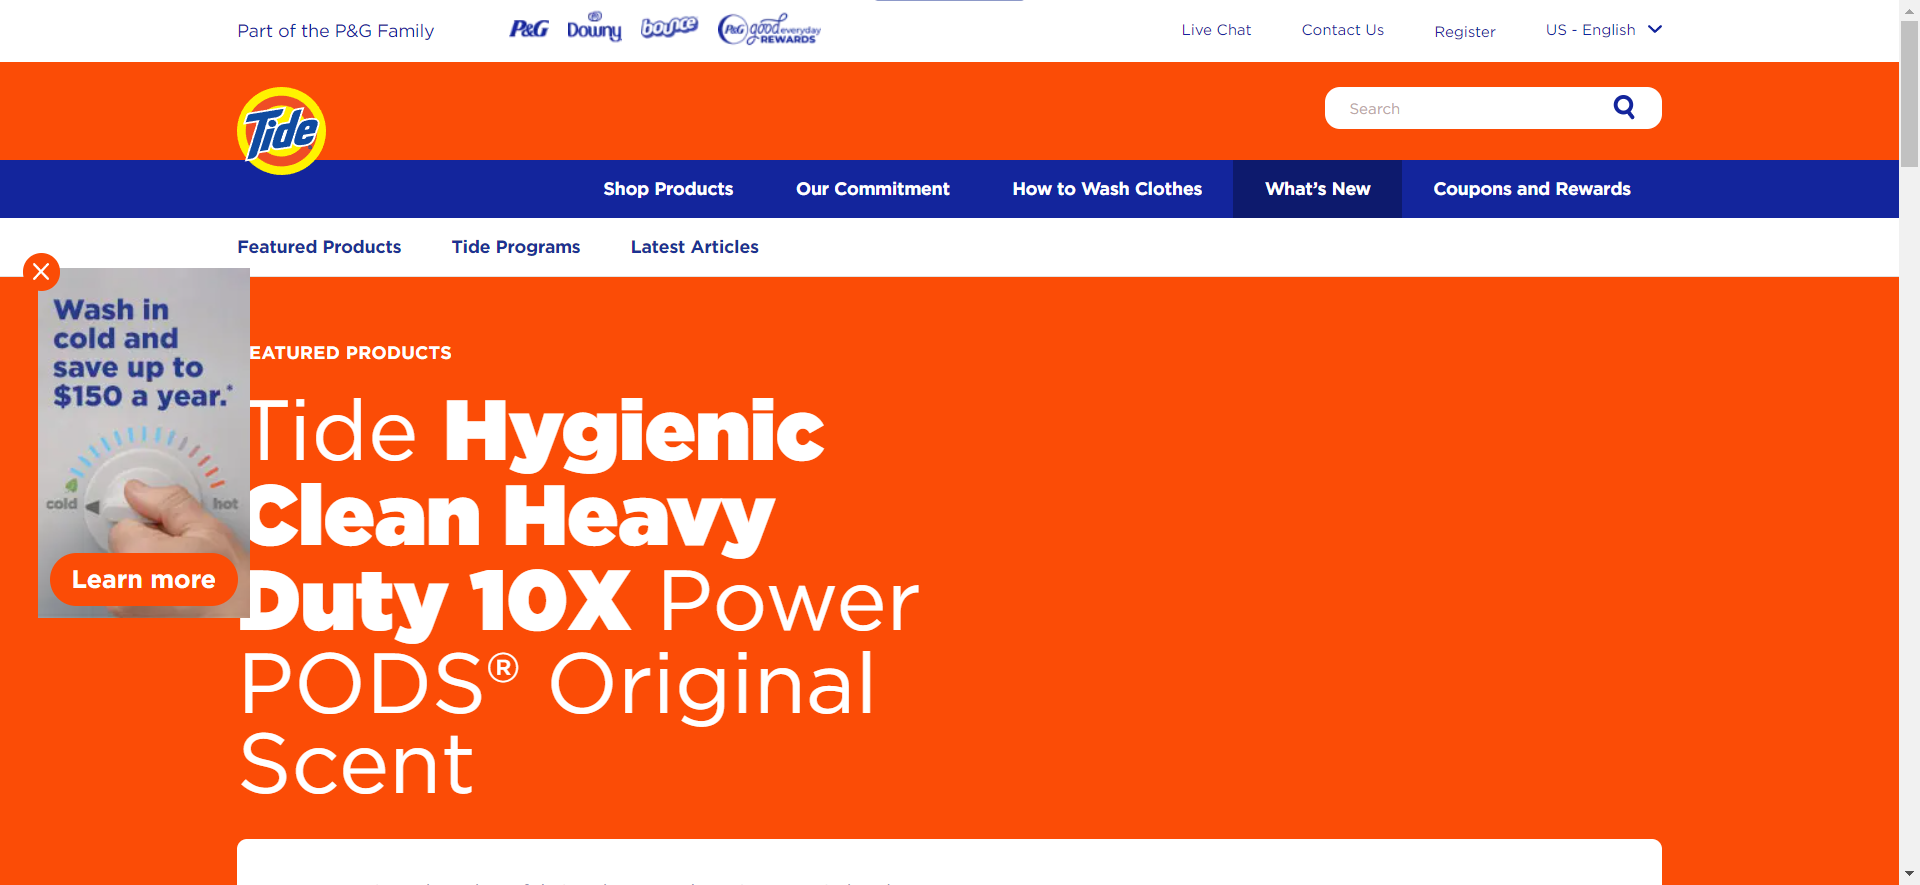 Part of the P&G Family
P&G
Downy
bounce
P&G good everyday
REWARDS
Live Chat
Contact Us
Register
US - English
Tide
Search
Shop Products
Our Commitment
How to Wash Clothes
What's New
Coupons and Rewards
Featured Products
Tide Programs
Latest Articles
Wash in
cold and
save up to
$150 a year.*
cold
hot
Learn more
EATURED PRODUCTS
Tide Hygienic
Clean Heavy
Duty 10X Power
PODS® Original
Scent